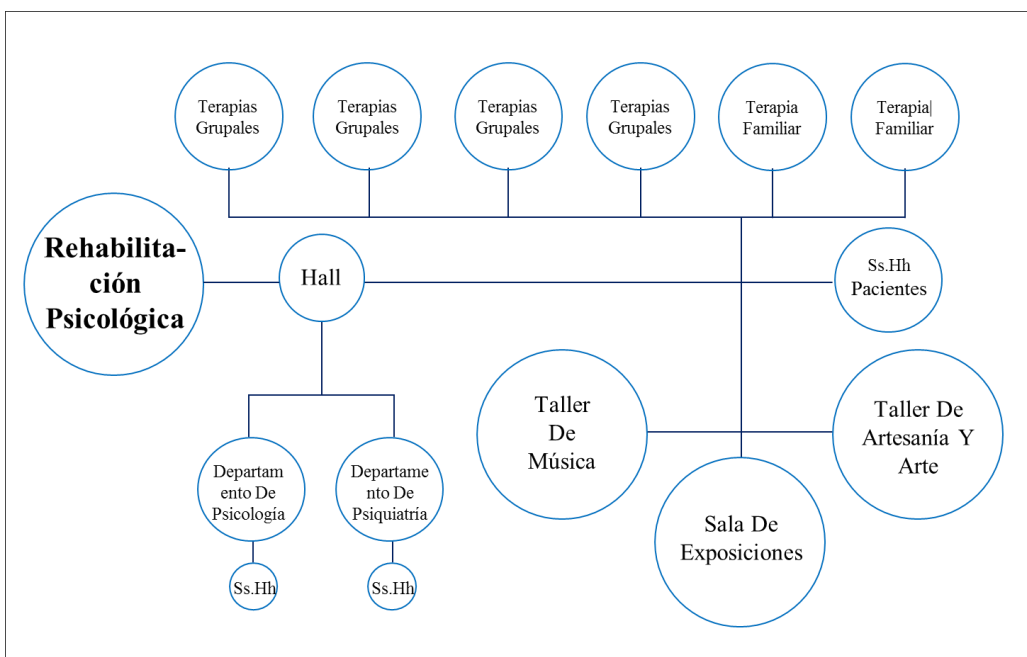 Terapias
Grupales
Terapias
Grupales
Terapias
Grupales
Terapias
Grupales
Terapia
Familiar
Terapia|
Familiar
Rehabilita-
ción
Psicológica
Hall
Ss.Hh
Pacientes
Taller
De
Música
Taller De
Artesanía Y
Arte
Departam
ento De
Psicología
Departame
nto De
Psiquiatría
Sala De
Exposiciones
Ss.Hh
Ss.Hh